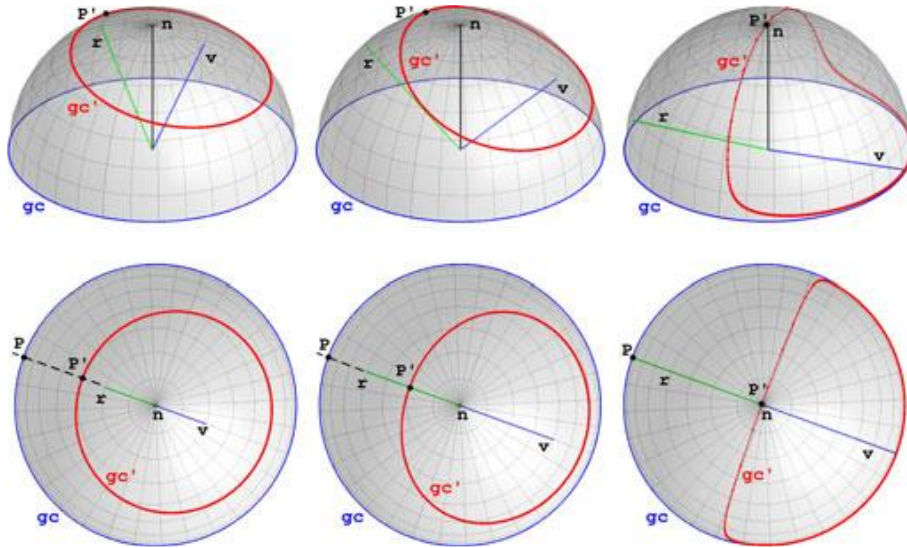 P' n r v gc' gc
P' n r gc' v gc
P' n gc' r v gc
P P' r n v gc' gc
P P' r n v gc' gc
P r P' n v gc' gc